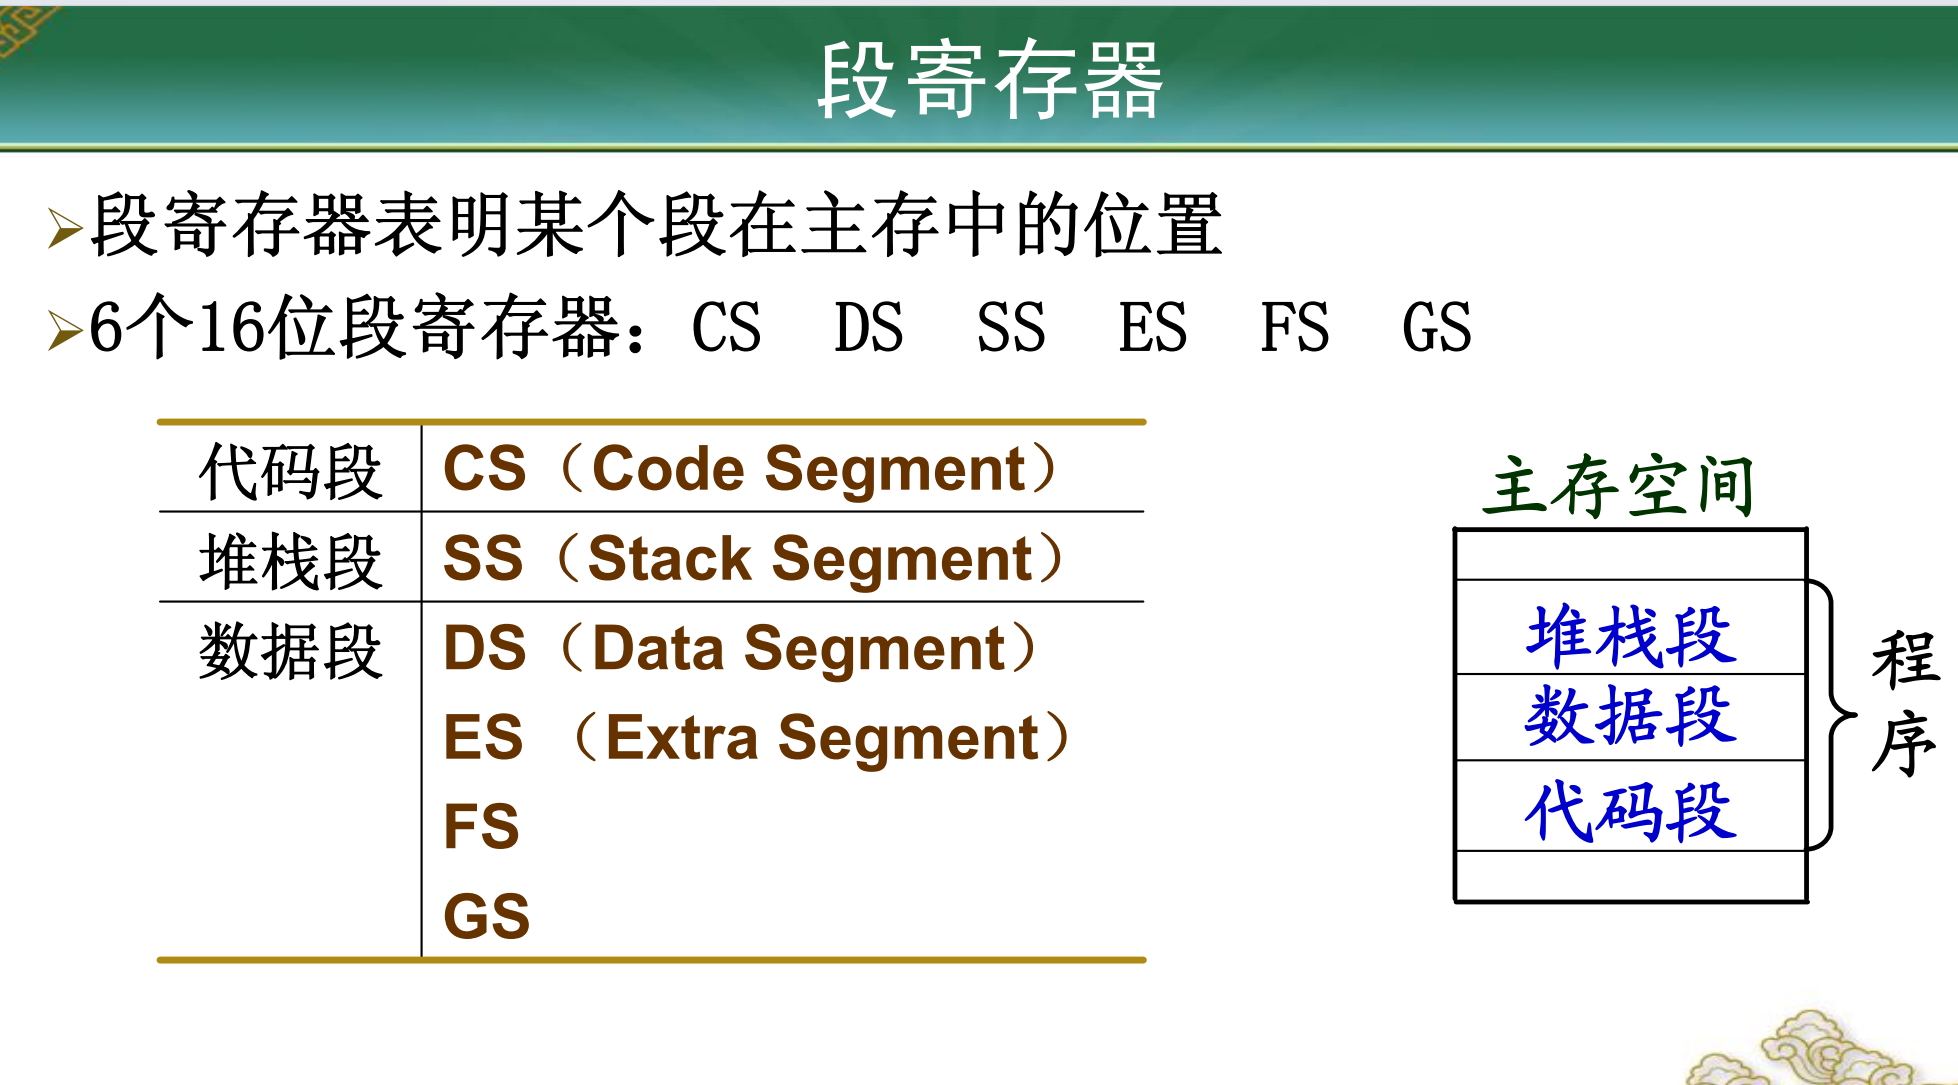 段寄存器
段寄存器表明某个段在主存中的位置
6个16位段寄存器：CS DS SS ES FS GS
代码段 CS（Code Segment）
堆栈段 SS（Stack Segment）
数据段 DS（Data Segment）
ES （Extra Segment）
FS
GS
主存空间
堆栈段
数据段
代码段
程序